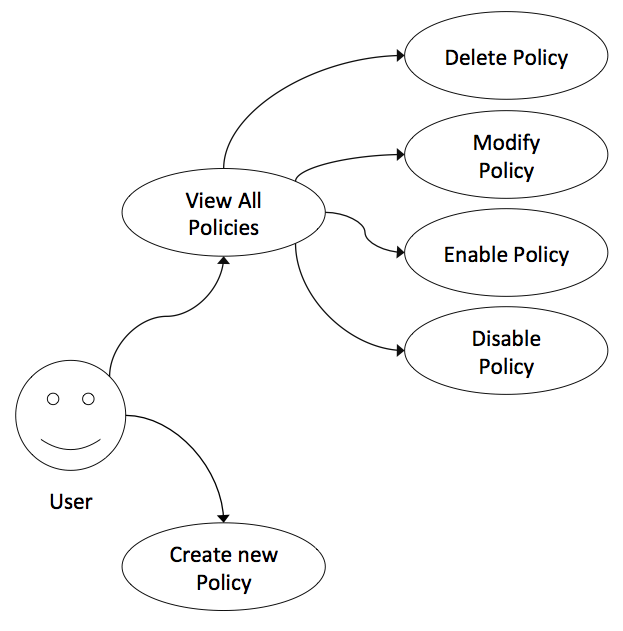 Delete Policy
Modify
Policy
View All
Policies
Enable Policy
Disable
Policy
User
Create new
Policy